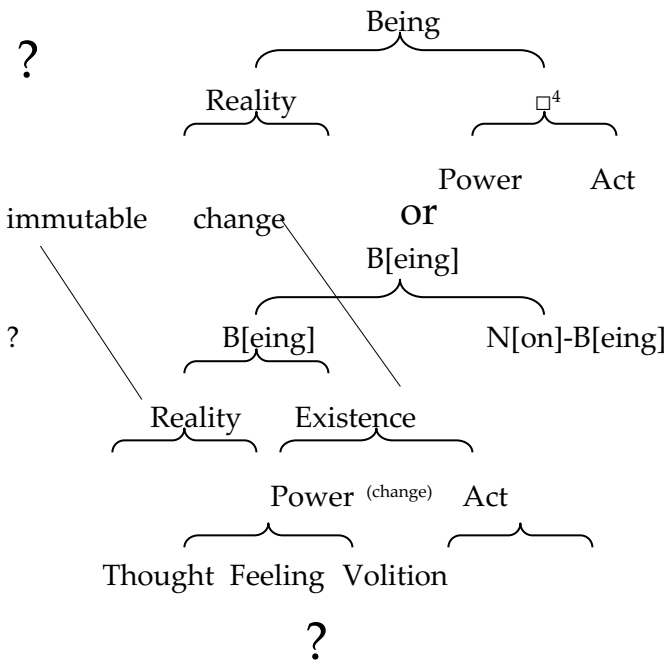 Being
?
Reality □⁴
Power Act
immutable change or
B[eing]
? B[eing] N[on]-B[eing]
Reality Existence
Power (change) Act
Thought Feeling Volition
?